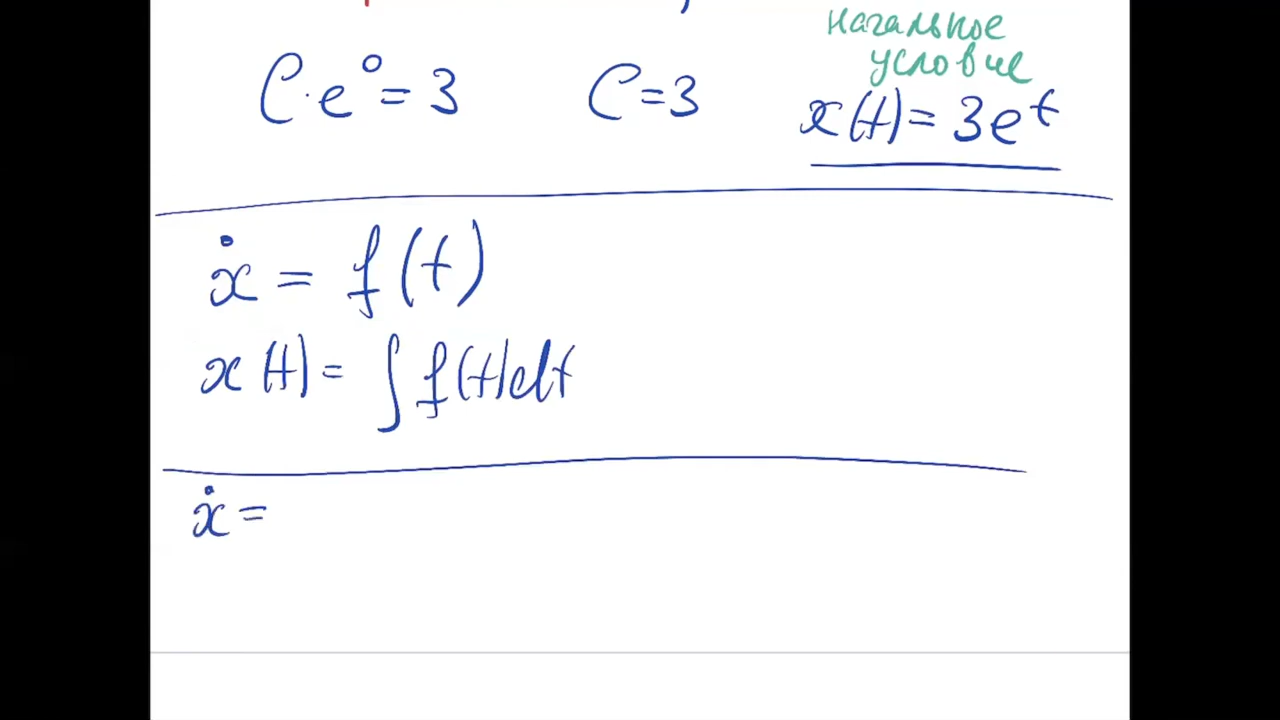 начальное
условие
C·e⁰=3 C=3 x(t)=3eᵗ
ẋ = f(t)
x(t)= ∫f(t)dt
ẋ =